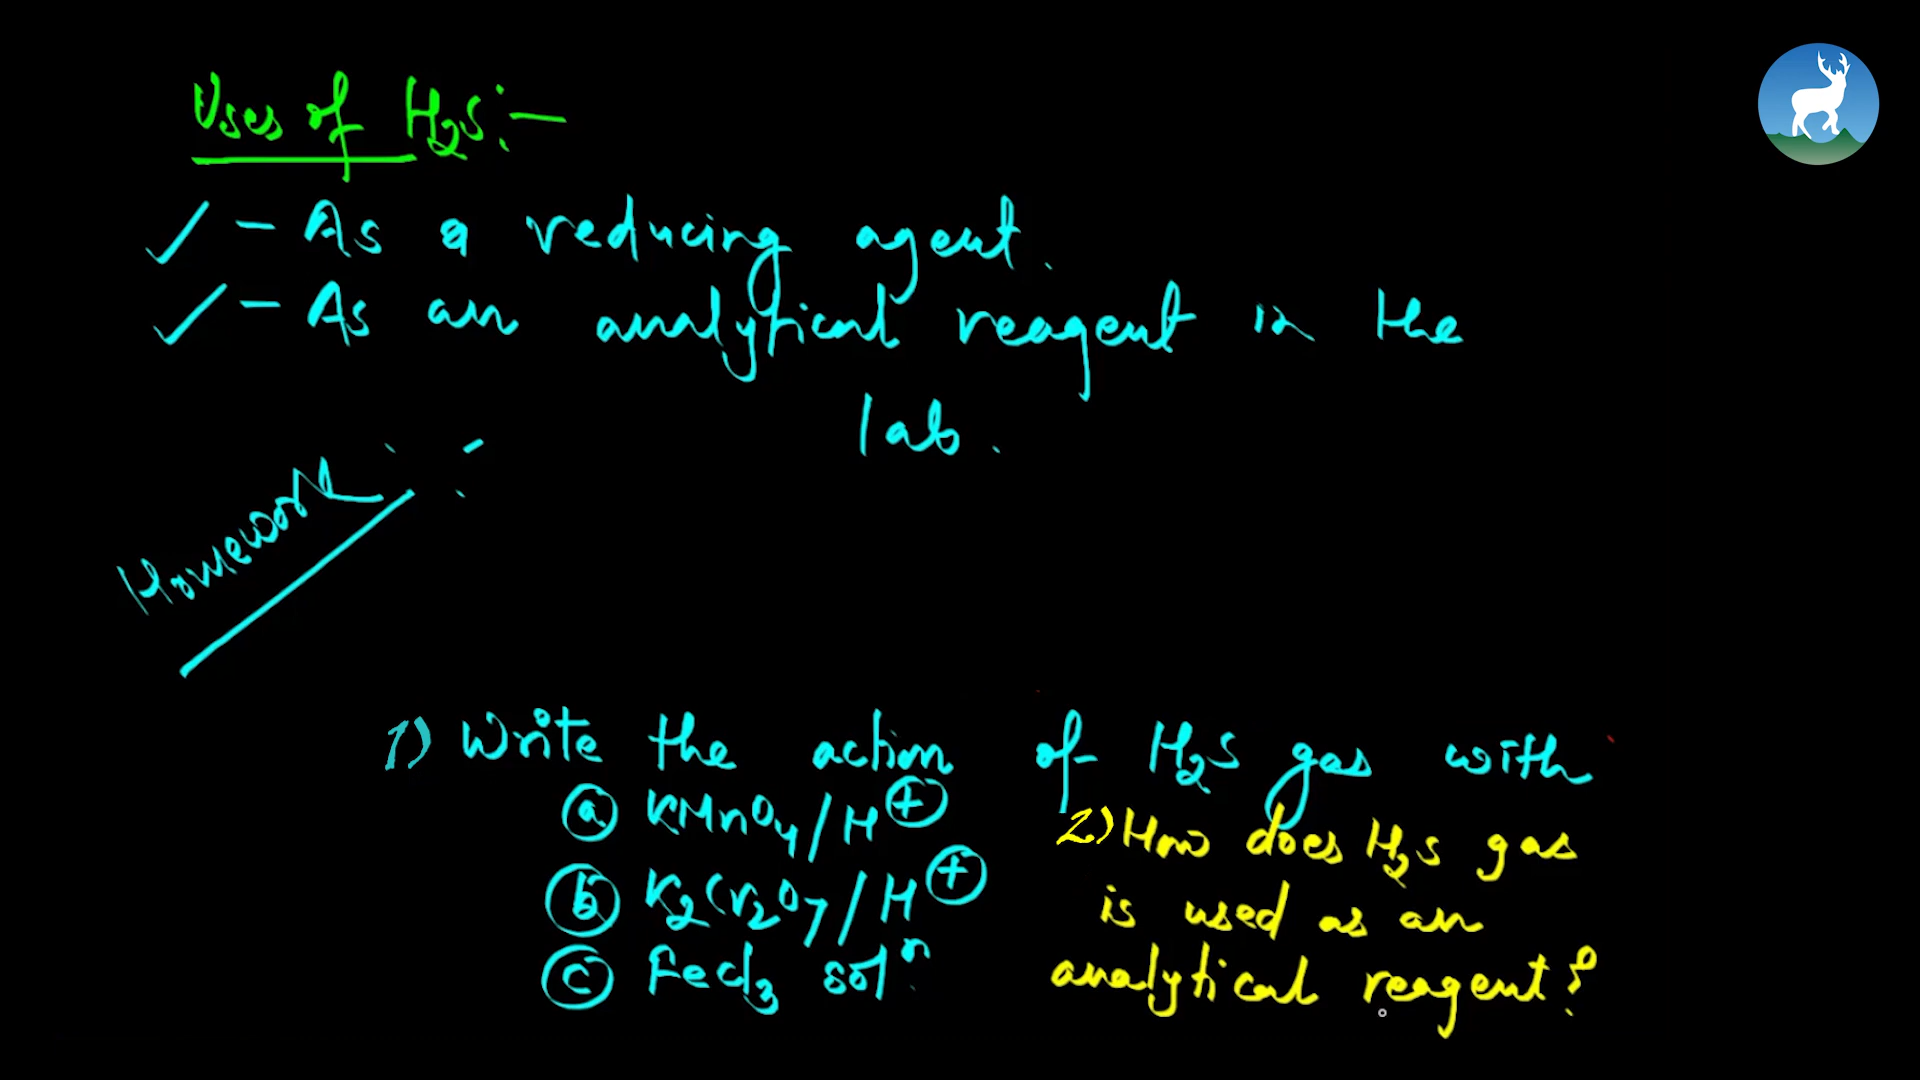 Uses of H₂S:-
- As a reducing agent.
- As an analytical reagent in the
lab.
Homework :-
1) Write the action of H₂S gas with
ⓐ KMnO₄/H⊕
ⓑ K₂Cr₂O₇/H⊕
ⓒ FeCl₃ solⁿ.
2) How does H₂S gas
is used as an
analytical reagent?